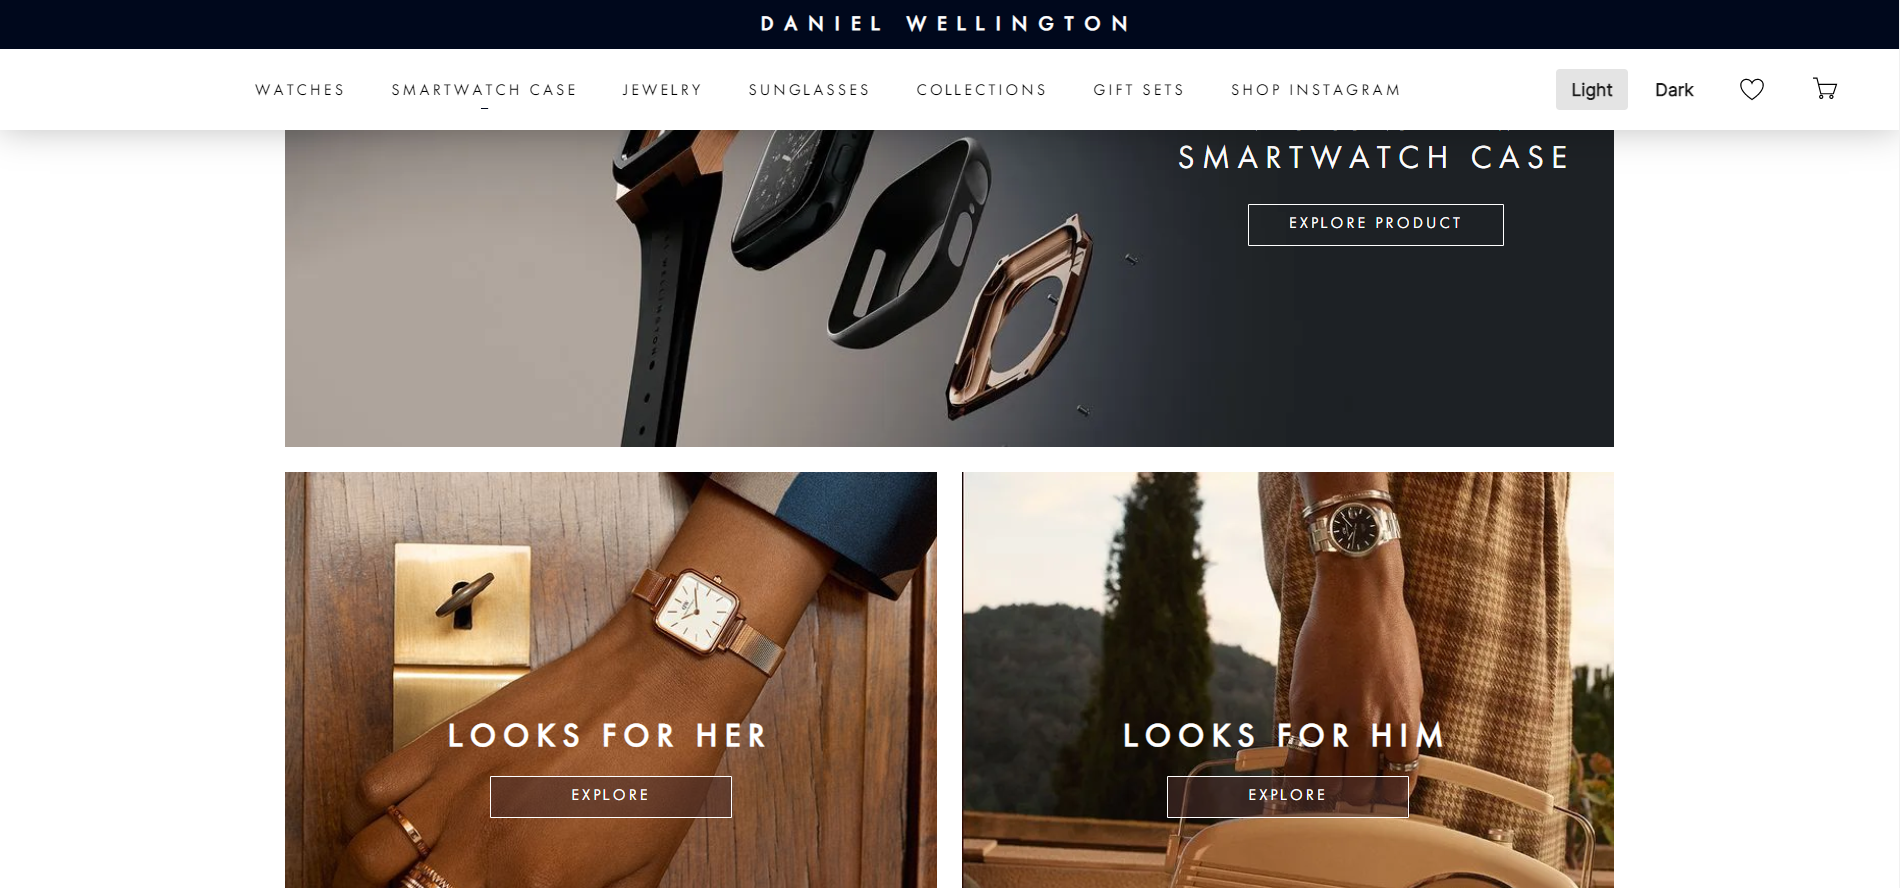 DANIEL WELLINGTON
WATCHES SMARTWATCH CASE JEWELRY SUNGLASSES COLLECTIONS GIFT SETS SHOP INSTAGRAM Light Dark
SMARTWATCH CASE
EXPLORE PRODUCT
LOOKS FOR HER
EXPLORE
LOOKS FOR HIM
EXPLORE